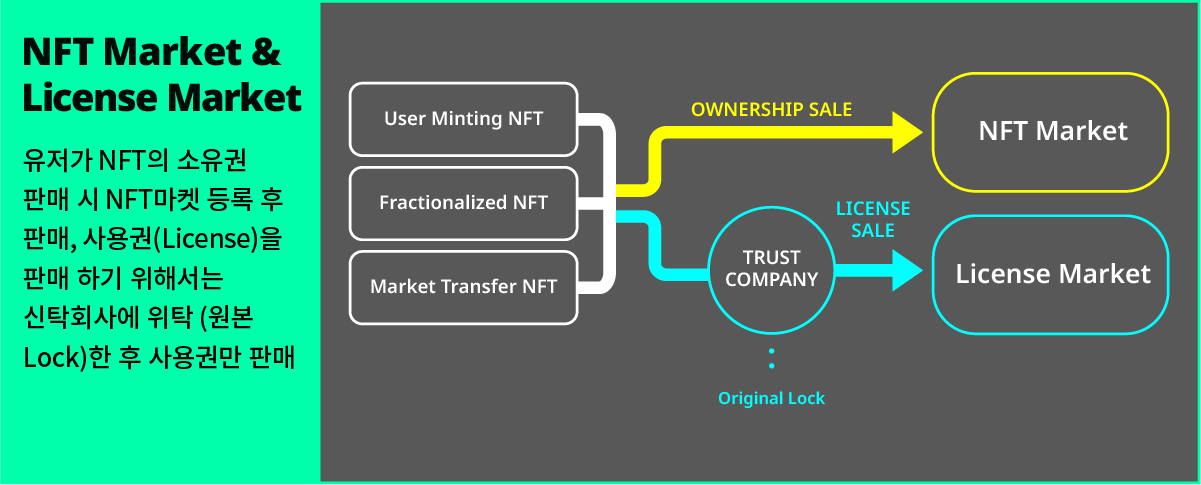 NFT Market &
License Market
유저가 NFT의 소유권
판매 시 NFT마켓 등록 후
판매, 사용권(License)을
판매 하기 위해서는
신탁회사에 위탁 (원본
Lock)한 후 사용권만 판매
User Minting NFT
Fractionalized NFT
Market Transfer NFT
OWNERSHIP SALE
NFT Market
LICENSE
SALE
TRUST
COMPANY
License Market
Original Lock